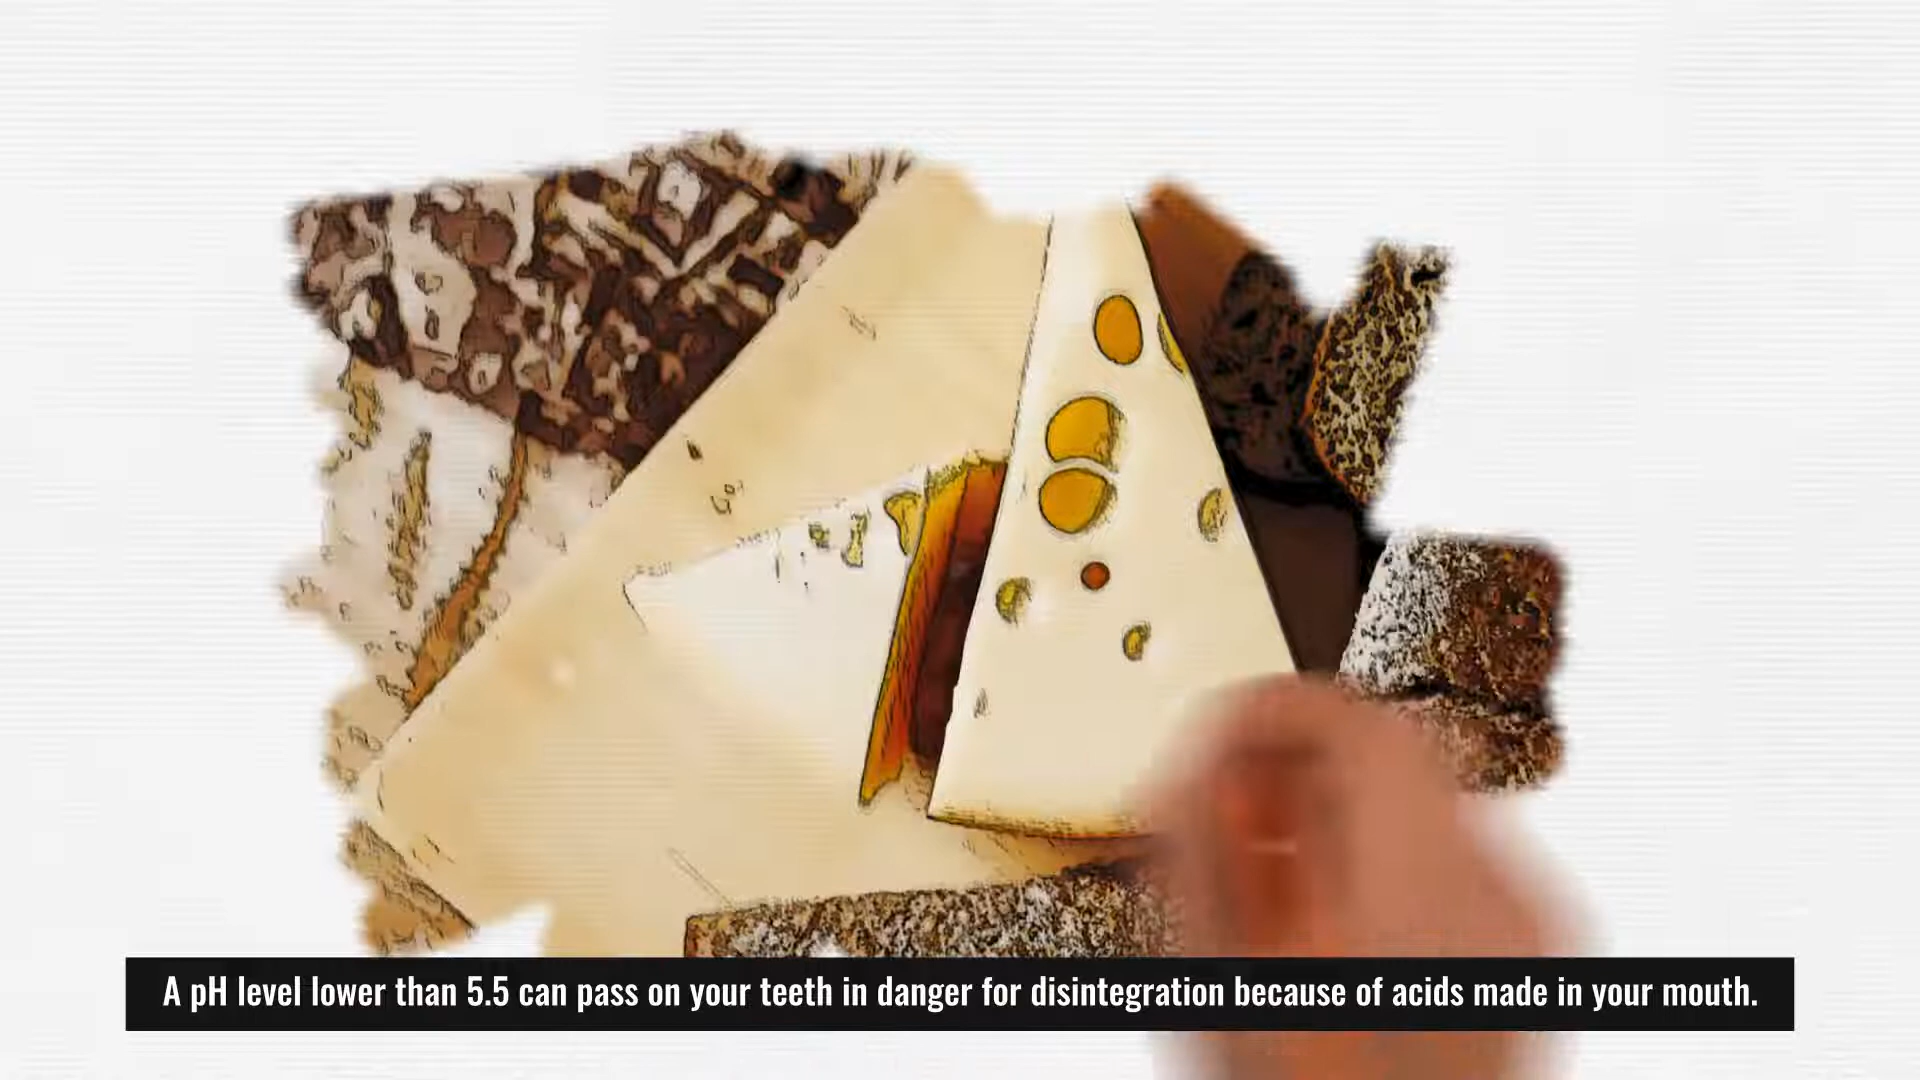 A pH level lower than 5.5 can pass on your teeth in danger for disintegration because of acids made in your mouth.